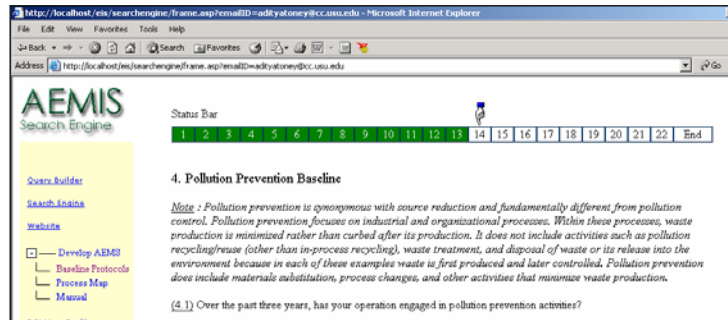 http://localhost/eis/searchengine/frame.asp?emailID=adityatoney@cc.usu.edu - Microsoft Internet Explorer
File Edit View Favorites Tools Help
Back Search Favorites
Address http://localhost/eis/searchengine/frame.asp?emailID=adityatoney@cc.usu.edu Go
AEMIS
Search Engine
Status Bar
1 2 3 4 5 6 7 8 9 10 11 12 13 14 15 16 17 18 19 20 21 22 End
4. Pollution Prevention Baseline
Query Builder
Search Engine
Website
Develop AEMS
Baseline Protocols
Process Map
Manual
Note : Pollution prevention is synonymous with source reduction and fundamentally different from pollution
control. Pollution prevention focuses on industrial and organizational processes. Within these processes, waste
production is minimized rather than curbed after its production. It does not include activities such as pollution
recycling/reuse (other than in-process recycling), waste treatment, and disposal of waste or its release into the
environment because in each of these examples waste is first produced and later controlled. Pollution prevention
does include materials substitution, process changes, and other activities that minimize waste production.
(4.1) Over the past three years, has your operation engaged in pollution prevention activities?